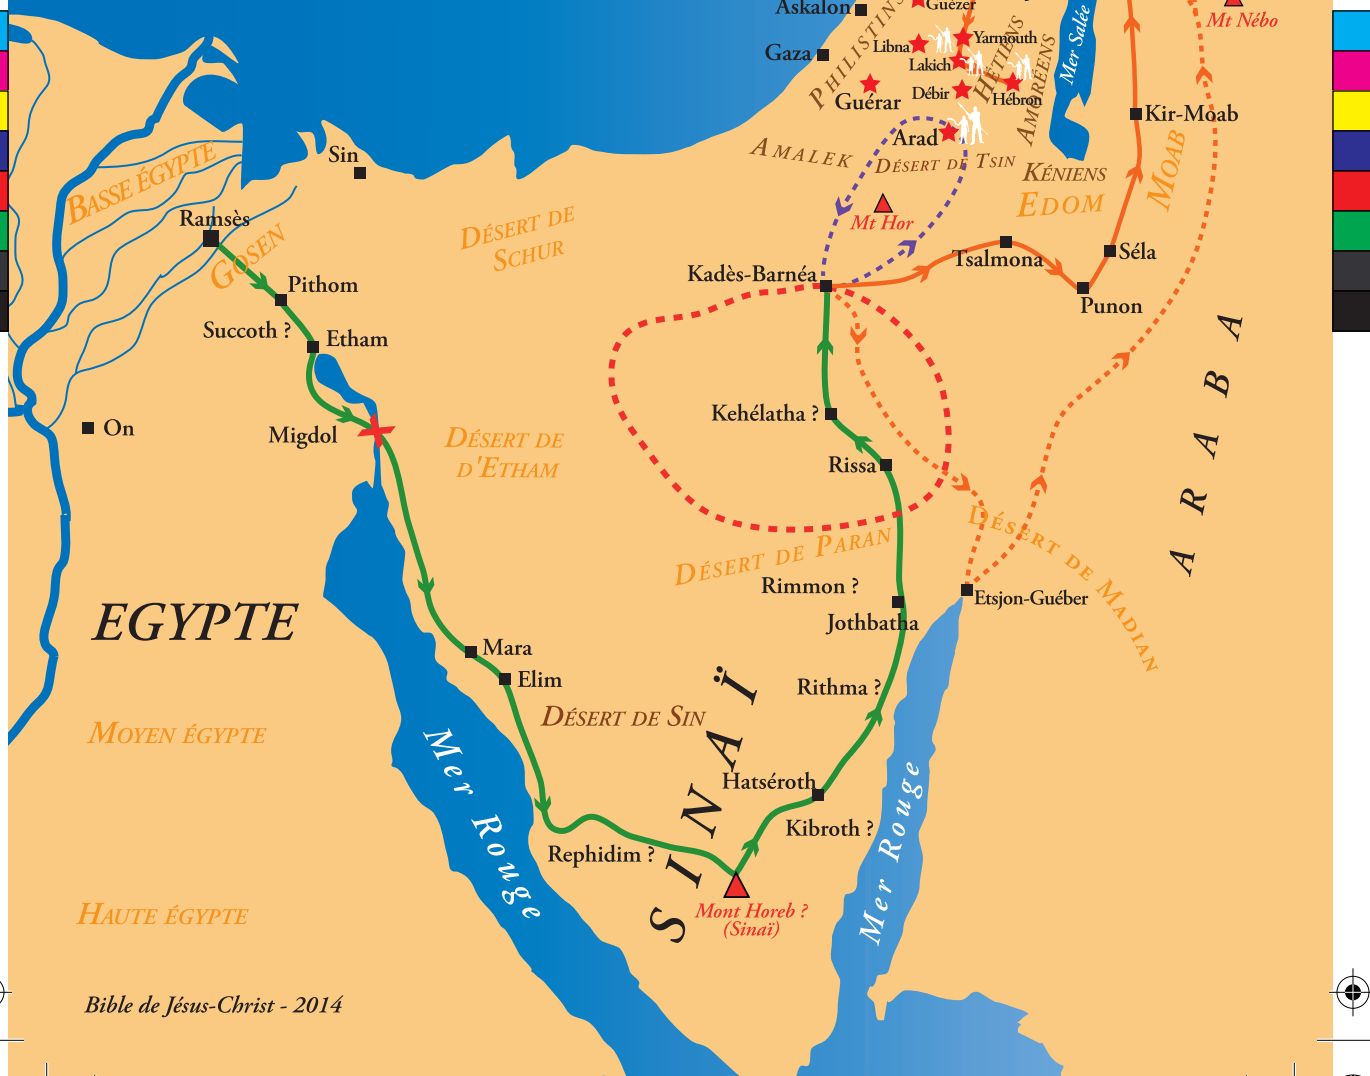 Askalon
Guézer
Mt Nébo
PHILISTINS
Libna
Yarmouth
Gaza
Lakich
HÉTIENS
Mer Salée
AMORÉENS
Guérar
Débir
Hébron
Kir-Moab
Arad
BASSE ÉGYPTE
Sin
AMALEK
DÉSERT DE TSIN
KÉNIENS
EDOM
MOAB
Ramsès
GOSEN
DÉSERT DE
SCHUR
Mt Hor
Tsalmona
Séla
Kadès-Barnéa
Pithom
Punon
Succoth ?
Etham
ARABA
On
Migdol
DÉSERT DE
D'ETHAM
Kehélatha ?
Rissa
DÉSERT DE PARAN
DÉSERT DE MADIAN
Rimmon ?
Etsjon-Guéber
Jothbatha
EGYPTE
Mara
Elim
Rithma ?
DÉSERT DE SIN
SINAÏ
MOYEN ÉGYPTE
Mer Rouge
Hatséroth
Kibroth ?
Mer Rouge
Rephidim ?
HAUTE ÉGYPTE
Mont Horeb ?
(Sinaï)
Bible de Jésus-Christ - 2014